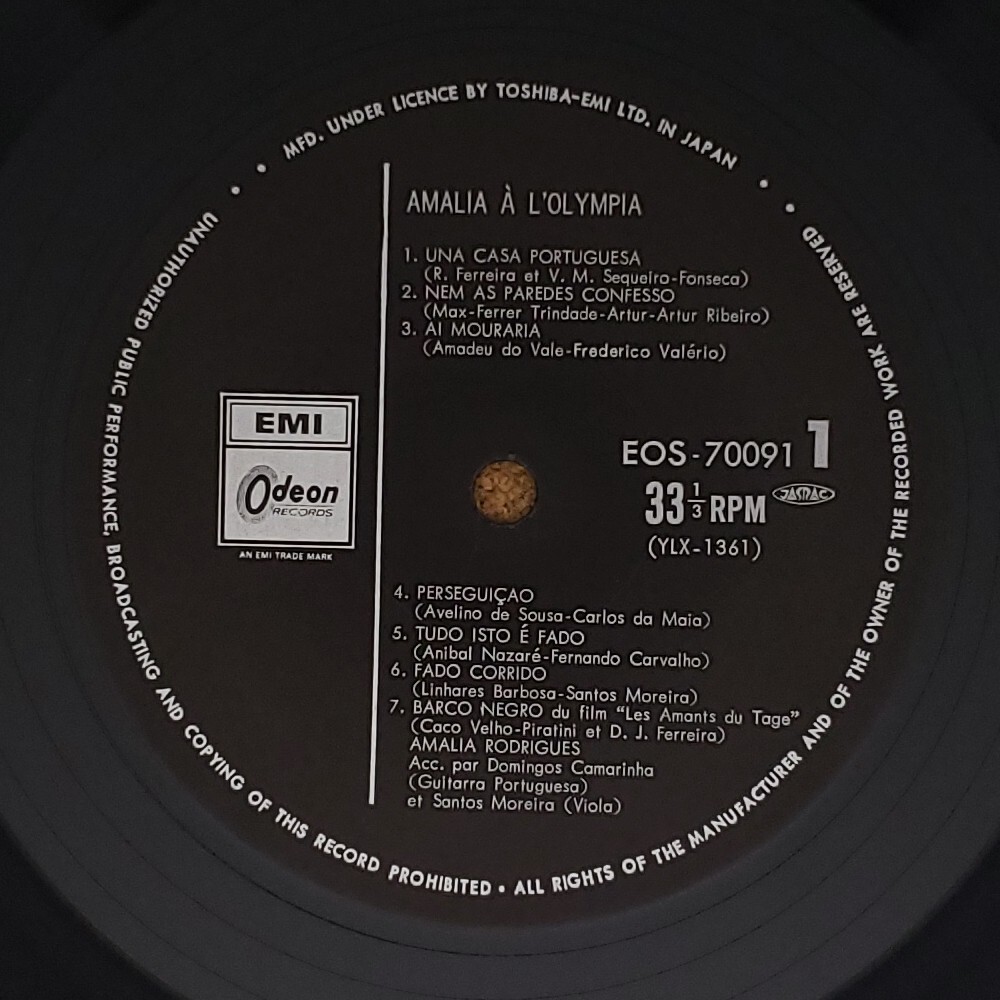 MFD. UNDER LICENCE BY TOSHIBA-EMI LTD. IN JAPAN
AMALIA À L'OLYMPIA
1. UNA CASA PORTUGUESA
(R. Ferreira et V. M. Sequeiro-Fonseca)
2. NEM AS PAREDES CONFESSO
(Max-Ferrer Trindade-Artur-Artur Ribeiro)
3. AI MOURARIA
(Amadeu do Vale-Frederico Valério)
EMI
Odeon
RECORDS
AN EMI TRADE MARK
EOS-70091 1
33 1/3 RPM
JASRAC
(YLX-1361)
4. PERSEGUIÇAO
(Avelino de Sousa-Carlos da Maia)
5. TUDO ISTO É FADO
(Anibal Nazaré-Fernando Carvalho)
6. FADO CORRIDO
(Linhares Barbosa-Santos Moreira)
7. BARCO NEGRO du film "Les Amants du Tage"
(Caco Velho-Piratini et D. J. Ferreira)
AMALIA RODRIGUES
Acc. par Domingos Camarinha
(Guitarra Portuguesa)
et Santos Moreira (Viola)
UNAUTHORIZED PUBLIC PERFORMANCE, BROADCASTING AND COPYING OF THIS RECORD PROHIBITED • ALL RIGHTS OF THE MANUFACTURER AND OF THE OWNER OF THE RECORDED WORK ARE RESERVED